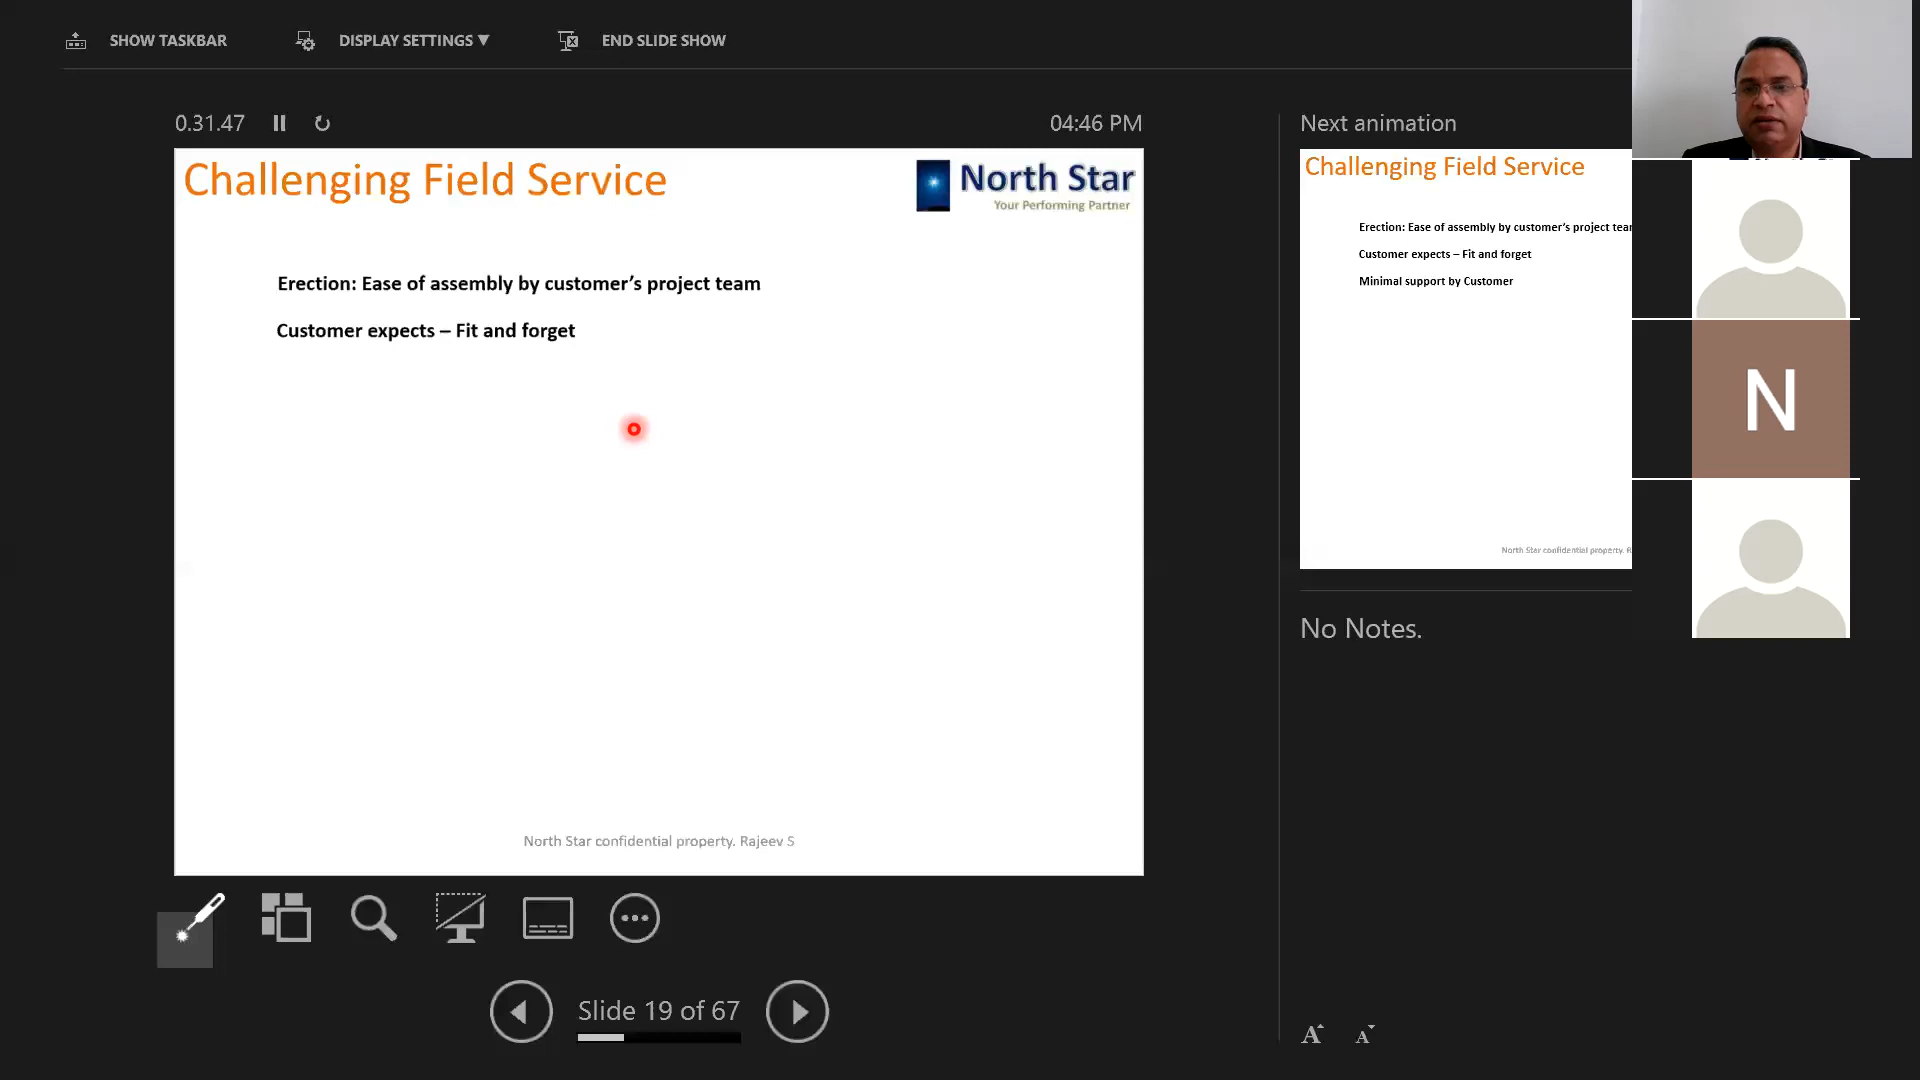 SHOW TASKBAR
DISPLAY SETTINGS ▼
END SLIDE SHOW
0.31.47
04:46 PM
Challenging Field Service
North Star
Your Performing Partner
Erection: Ease of assembly by customer’s project team
Customer expects – Fit and forget
North Star confidential property. Rajeev S
Slide 19 of 67
Next animation
Challenging Field Service
Erection: Ease of assembly by customer’s project
Customer expects – Fit and forget
Minimal support by Customer
North Star confidential property.
No Notes.
A A
N